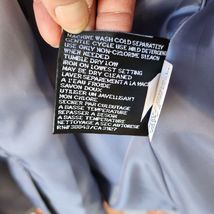 MACHINE WASH COLD SEPARATELY
GENTLE CYCLE USE MILD DETERGENT
USE ONLY NON-CHLORINE BLEACH
WHEN NEEDED
TUMBLE DRY LOW
IRON ON LOWEST SETTING
MAY BE DRY CLEANED
LAVER SEPAREMENT A LA MACH
A L'EAU FROIDE
SAVON DOUX
UTILISER UN JAVELLISANT
NON CHLORE
SECHER PAR CULBUTAGE
A BASSE TEMPERATURE
REPASSER A
A BASSE TEMPERATURE
NETTOYAGE A SEC AUTORISE